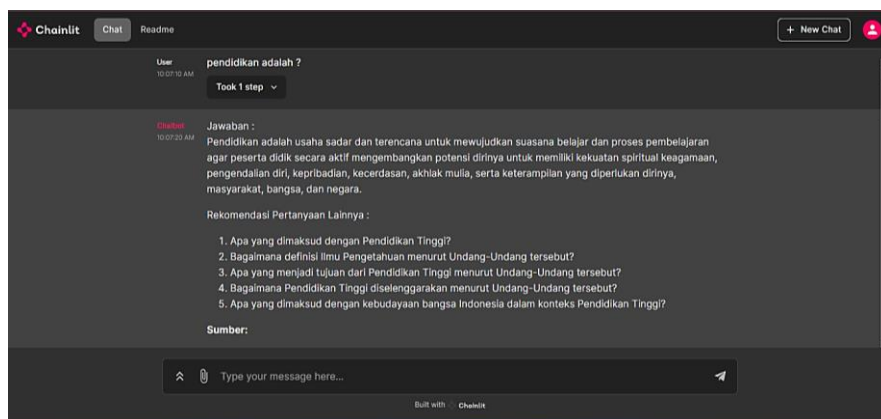 Chainlit Chat Readme + New Chat
User pendidikan adalah ?
10:07:10 AM
Took 1 step
Chatbot Jawaban :
10:07:20 AM Pendidikan adalah usaha sadar dan terencana untuk mewujudkan suasana belajar dan proses pembelajaran
agar peserta didik secara aktif mengembangkan potensi dirinya untuk memiliki kekuatan spiritual keagamaan,
pengendalian diri, kepribadian, kecerdasan, akhlak mulia, serta keterampilan yang diperlukan dirinya,
masyarakat, bangsa, dan negara.
Rekomendasi Pertanyaan Lainnya :
1. Apa yang dimaksud dengan Pendidikan Tinggi?
2. Bagaimana definisi Ilmu Pengetahuan menurut Undang-Undang tersebut?
3. Apa yang menjadi tujuan dari Pendidikan Tinggi menurut Undang-Undang tersebut?
4. Bagaimana Pendidikan Tinggi diselenggarakan menurut Undang-Undang tersebut?
5. Apa yang dimaksud dengan kebudayaan bangsa Indonesia dalam konteks Pendidikan Tinggi?
Sumber:
Type your message here...
Built with Chainlit